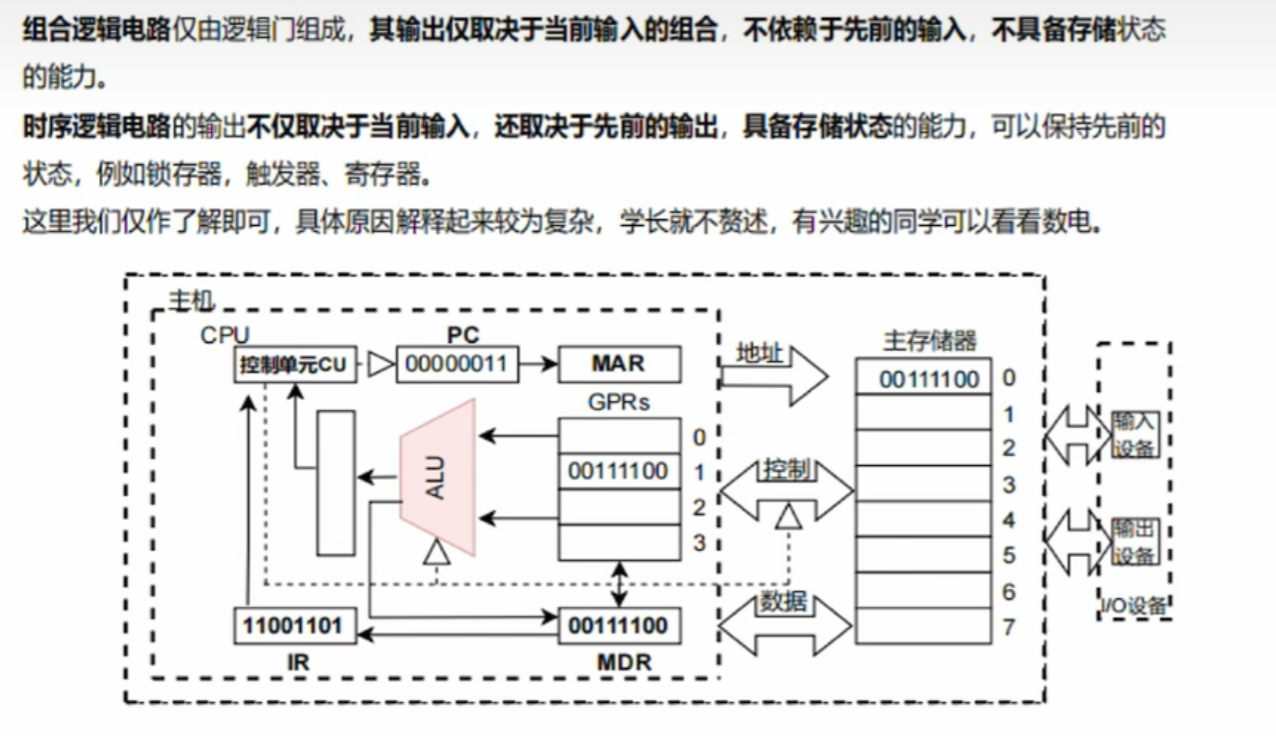 组合逻辑电路仅由逻辑门组成，其输出仅取决于当前输入的组合，不依赖于先前的输入，不具备存储状态
的能力。
时序逻辑电路的输出不仅取决于当前输入，还取决于先前的输出，具备存储状态的能力，可以保持先前的
状态，例如锁存器，触发器、寄存器。
这里我们仅作了解即可，具体原因解释起来较为复杂，学长就不赘述，有兴趣的同学可以看看数电。
主机
CPU
PC
控制单元CU
00000011
MAR
地址
主存储器
00111100 0
1
2
3
4
5
6
7
GPRs
0
00111100 1
2
3
ALU
控制
数据
11001101
IR
00111100
MDR
输入
设备
输出
设备
I/O设备